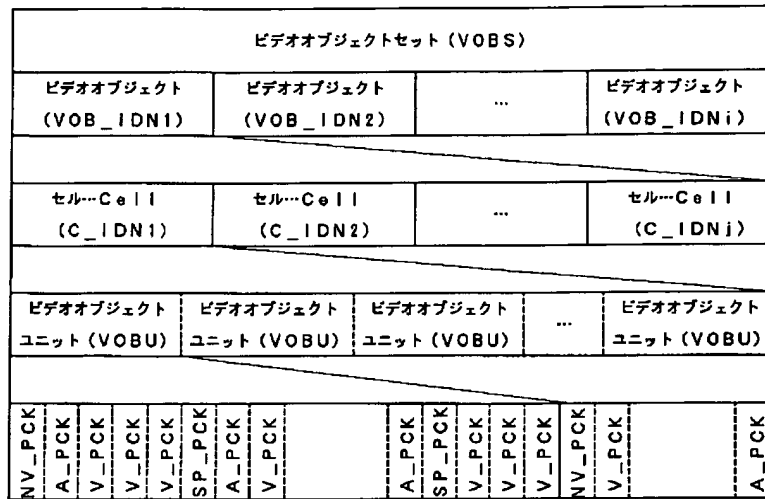 ビデオオブジェクトセット(VOBS)
ビデオオブジェクト
(VOB_IDN1)
ビデオオブジェクト
(VOB_IDN2)
…
ビデオオブジェクト
(VOB_IDNi)
セル…Cell
(C_IDN1)
セル…Cell
(C_IDN2)
…
セル…Cell
(C_IDNj)
ビデオオブジェクト
ユニット(VOBU)
ビデオオブジェクト
ユニット(VOBU)
ビデオオブジェクト
ユニット(VOBU)
…
ビデオオブジェクト
ユニット(VOBU)
NV_PCK
A_PCK
V_PCK
V_PCK
V_PCK
SP_PCK
A_PCK
V_PCK
A_PCK
SP_PCK
V_PCK
V_PCK
V_PCK
NV_PCK
V_PCK
A_PCK